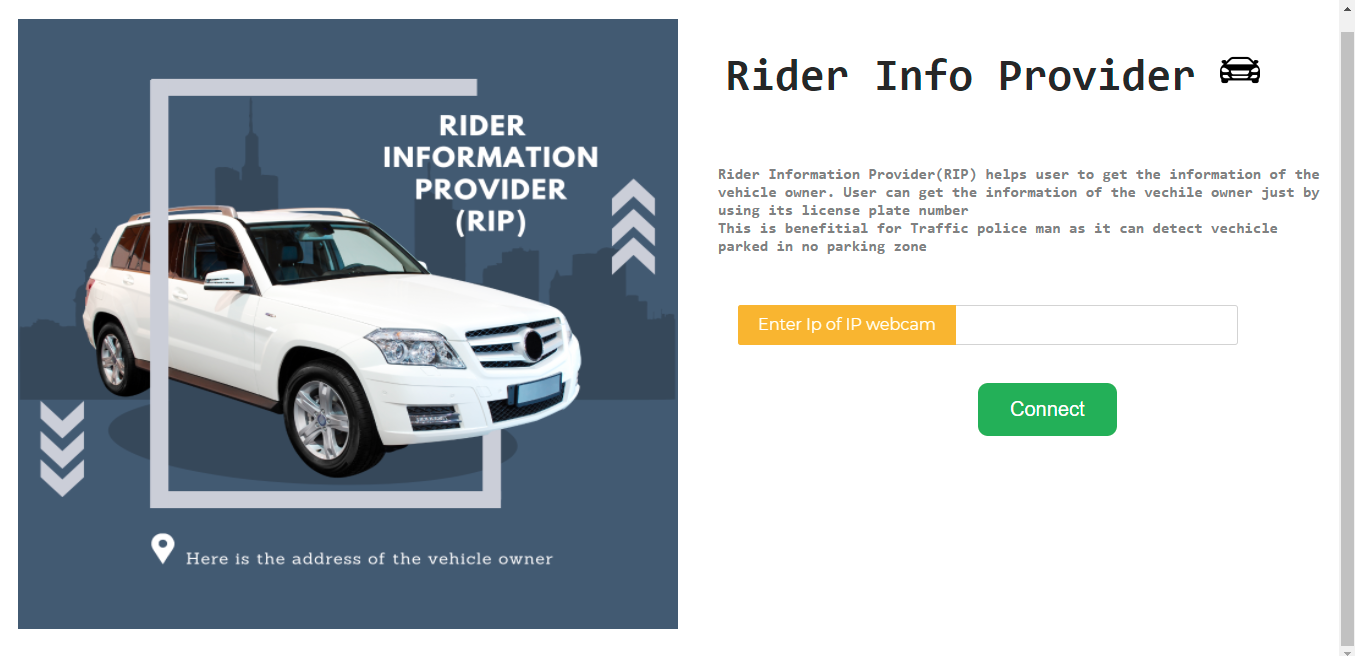 RIDER
INFORMATION
PROVIDER
(RIP)
Here is the address of the vehicle owner
Rider Info Provider
Rider Information Provider(RIP) helps user to get the information of the
vehicle owner. User can get the information of the vechile owner just by
using its license plate number
This is benefitial for Traffic police man as it can detect vechicle
parked in no parking zone
Enter Ip of IP webcam
Connect